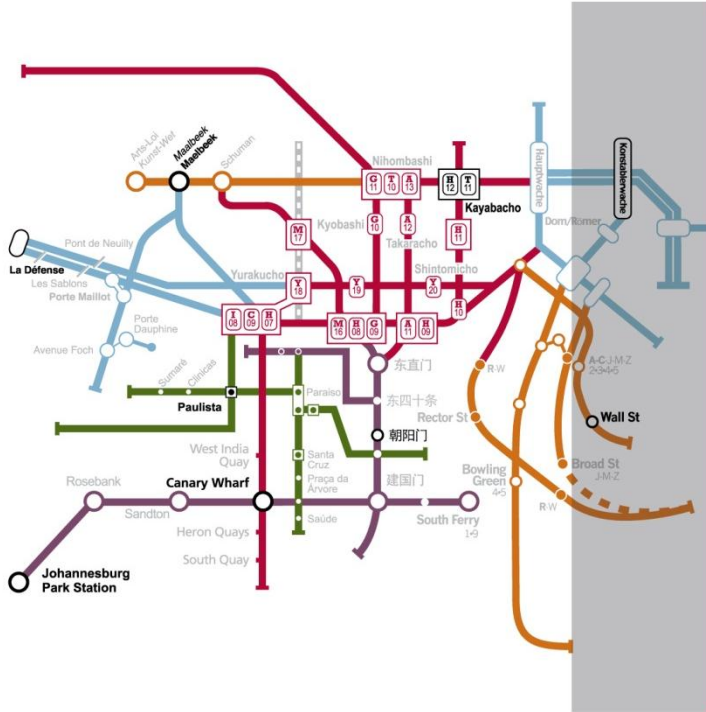 Arts-Loi
Kunst-Wet
Maalbeek
Maelbeek
Schuman
Nihombashi
G
11
T
10
A
13
H
12
T
11
Kayabacho
Hauptwache
Konstablerwache
Dom/Römer
M
17
Kyobashi
G
10
A
12
Takaracho
H
11
La Défense
Pont de Neuilly
Les Sablons
Porte Maillot
Yurakucho
Y
18
Y
19
Shintomicho
Y
20
H
10
I
08
C
09
H
07
M
16
H
08
G
09
A
11
H
09
Porte
Dauphine
Avenue Foch
东直门
Sumaré
Clinicas
Paulista
Paraiso
东四十条
R·W
Rector St
A·C·J·M·Z
2·3·4·5
Wall St
朝阳门
West India
Quay
Santa
Cruz
Praça da
Árvore
建国门
Bowling
Green
4·5
Broad St
J·M·Z
Rosebank
Sandton
Canary Wharf
Saúde
South Ferry
1·9
R·W
Heron Quays
South Quay
Johannesburg
Park Station